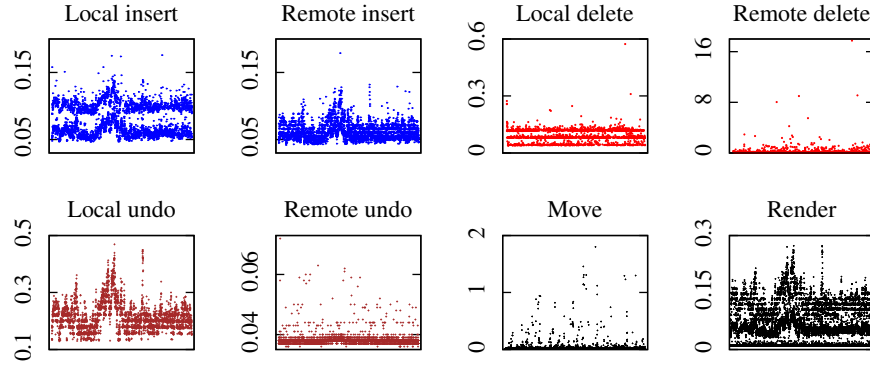 Local insert
Remote insert
Local delete
Remote delete
0.15
0.05
0.15
0.05
0.6
0.3
0
16
8
0
Local undo
Remote undo
Move
Render
0.5
0.3
0.1
0.06
0.04
2
1
0
0.3
0.15
0